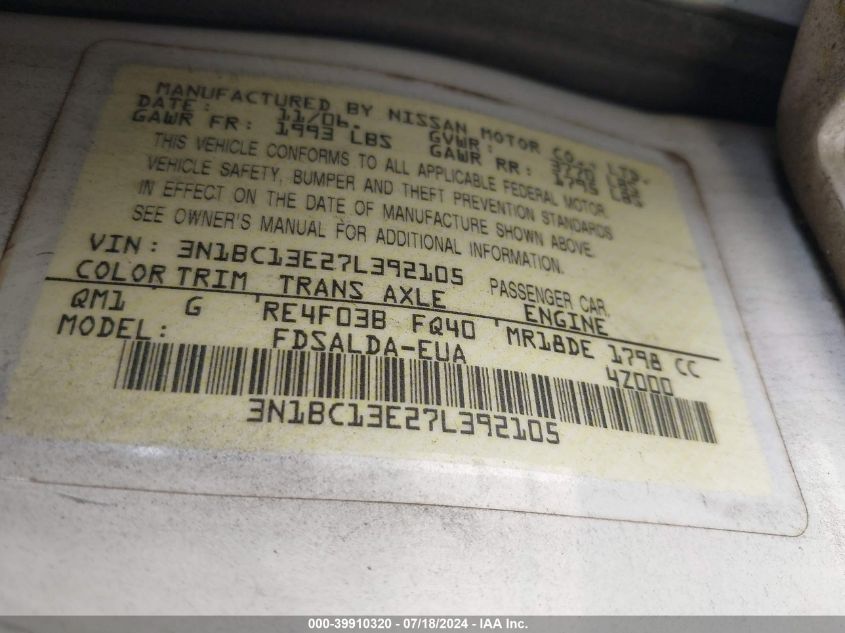 MANUFACTURED BY NISSAN MOTOR CO., LTD.
DATE: 11/06. GVWR: 3720 LBS
GAWR FR: 1993 LBS GAWR RR: 1795 LBS
THIS VEHICLE CONFORMS TO ALL APPLICABLE FEDERAL MOTOR
VEHICLE SAFETY, BUMPER AND THEFT PREVENTION STANDARDS
IN EFFECT ON THE DATE OF MANUFACTURE SHOWN ABOVE.
SEE OWNER'S MANUAL FOR ADDITIONAL INFORMATION.
VIN: 3N1BC13E27L392105 PASSENGER CAR.
COLOR TRIM TRANS AXLE ENGINE
QM1 G RE4F03B FQ40 MR18DE 1798 CC
MODEL: FDSALDA-EUA 4Z000
3N1BC13E27L392105
000-39910320 - 07/18/2024 - IAA Inc.